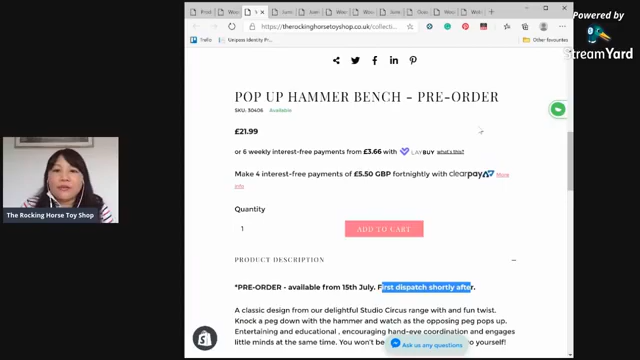 Powered by
StreamYard
https://therockinghorsetoyshop.co.uk/collecti
Trello
Unipaas Identity Pr
Other favourites
POP UP HAMMER BENCH - PRE-ORDER
SKU: 30406 Available
£21.99
or 6 weekly interest-free payments from £3.66 with LAYBUY what's this?
Make 4 interest-free payments of £5.50 GBP fortnightly with clearpay More
info
Quantity
1
ADD TO CART
PRODUCT DESCRIPTION
*PRE-ORDER - available from 15th July. First dispatch shortly after.
A classic design from our delightful Studio Circus range with and fun twist.
Knock a peg down with the hammer and watch as the opposing peg pops up.
Entertaining and educational , encouraging hand-eye coordination and engages
little minds at the same time. You won't be
to yourself!
Ask us any questions
The Rocking Horse Toy Shop